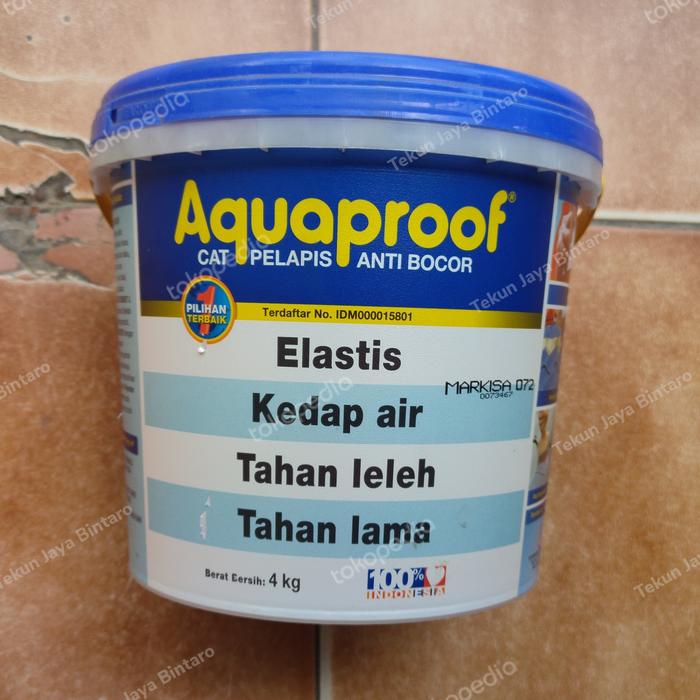 Aquaproof®
CAT PELAPIS ANTI BOCOR
1
PILIHAN
TERBAIK
Terdaftar No. IDM000015801
Elastis
MARKISA 072
0073467
Kedap air
Tahan leleh
Tahan lama
Berat Bersih: 4 kg
100%
INDONESIA
tokopedia
Tekun Jaya Bintaro